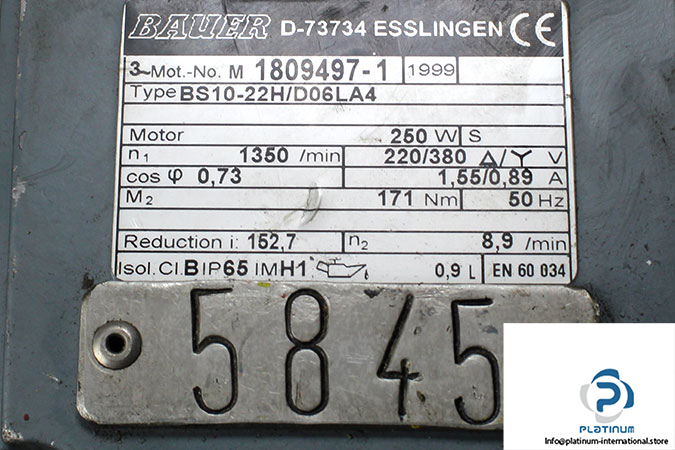 BAUER D-73734 ESSLINGEN CE
3~Mot.-No. M 1809497-1 1999
Type BS10-22H/D06LA4
Motor 250 W S
n1 1350 /min 220/380 △/Y V
cos φ 0,73 1,55/0,89 A
M2 171 Nm 50 Hz
Reduction i: 152,7 n2 8,9 /min
Isol.Cl.B IP65 IM H1 0,9 L EN 60 034
5845
PLATINUM
Info@platinum-international.store